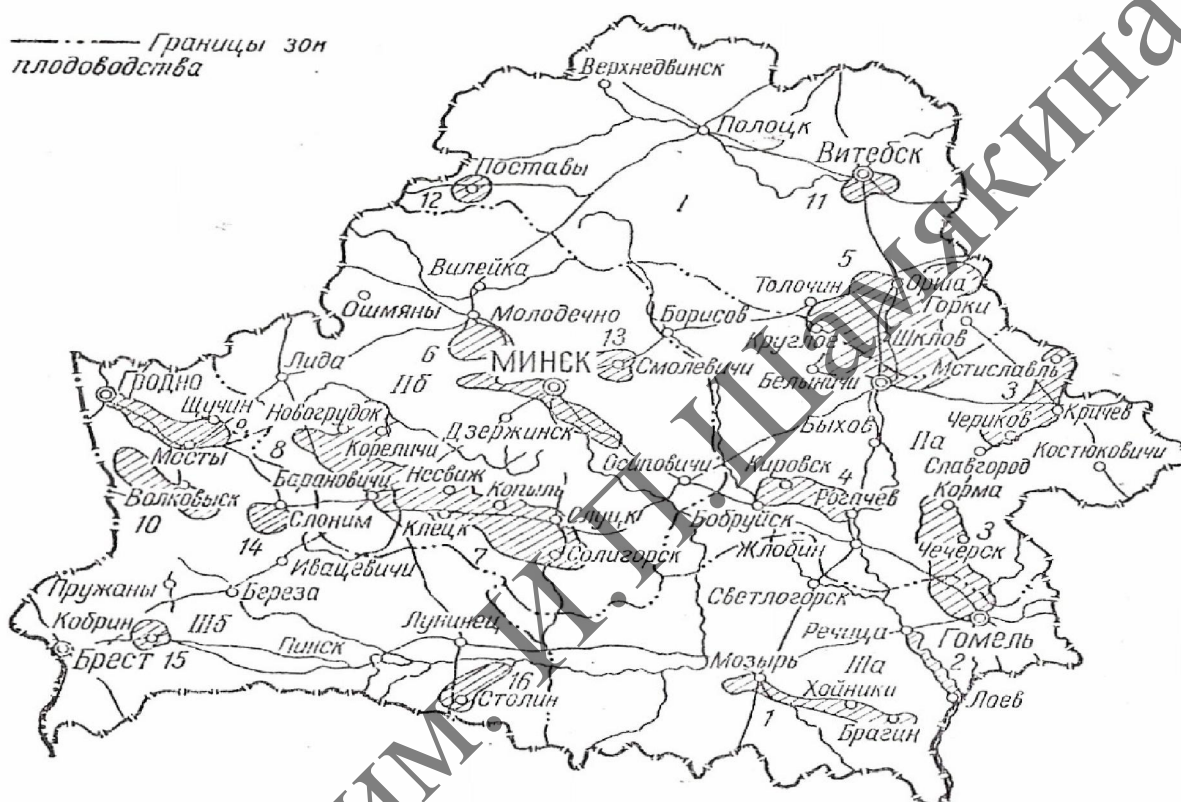 Границы зон
плодоводства
Верхнедвинск
Полоцк
Витебск
Поставы
12
I
11
Вилейка
5
Толочин
Орша
Горки
Ошмяны
Молодечно
Борисов
Круглое
Шклов
13
6
МИНСК
Смолевичи
Белыничи
Мстиславль
Лида
IIб
3
Гродно
Щучин
Новогрудок
Чериков
Кричев
Дзержинск
Быхов
IIа
Костюковичи
Мосты
8
Кореличи
Славгород
Барановичи
Несвиж
Осиповичи
Кировск
4
Корма
Волковыск
Копыль
Рогачев
10
Слоним
Клецк
Слуцк
Бобруйск
3
14
Солигорск
Жлобин
Чечерск
7
Ивацевичи
Пружаны
Береза
Светлогорск
Кобрин
IIIб
Лунинец
Речица
Гомель
Брест
15
Пинск
Мозырь
IIIа
2
16
Хойники
Столин
Лоев
1
Брагин
ИМ. И.П. Шамякина